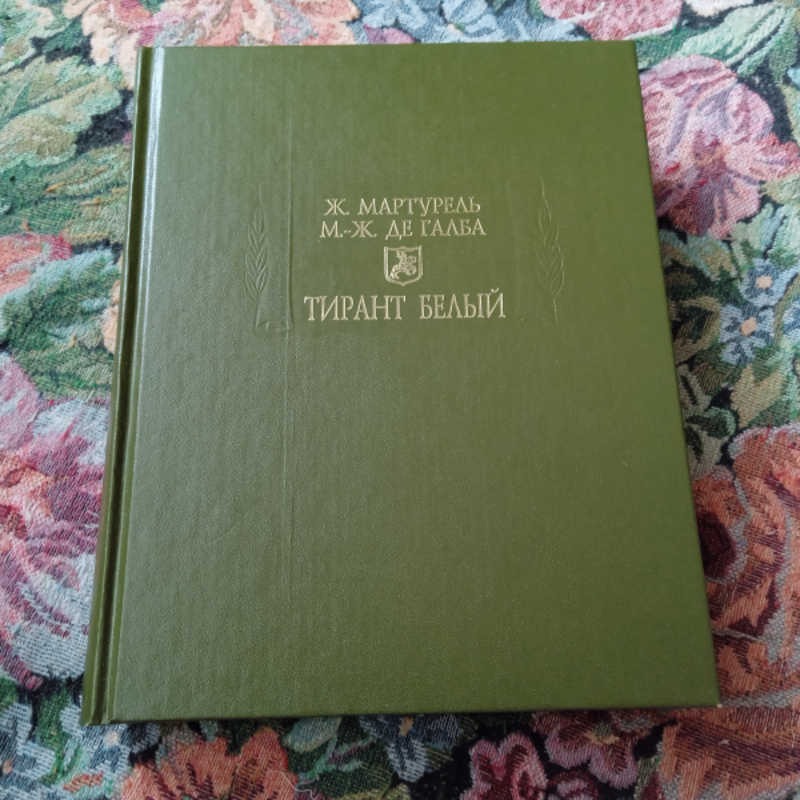 Ж. МАРТУРЕЛЬ
М.-Ж. ДЕ ГАЛБА
ТИРАНТ БЕЛЫЙ